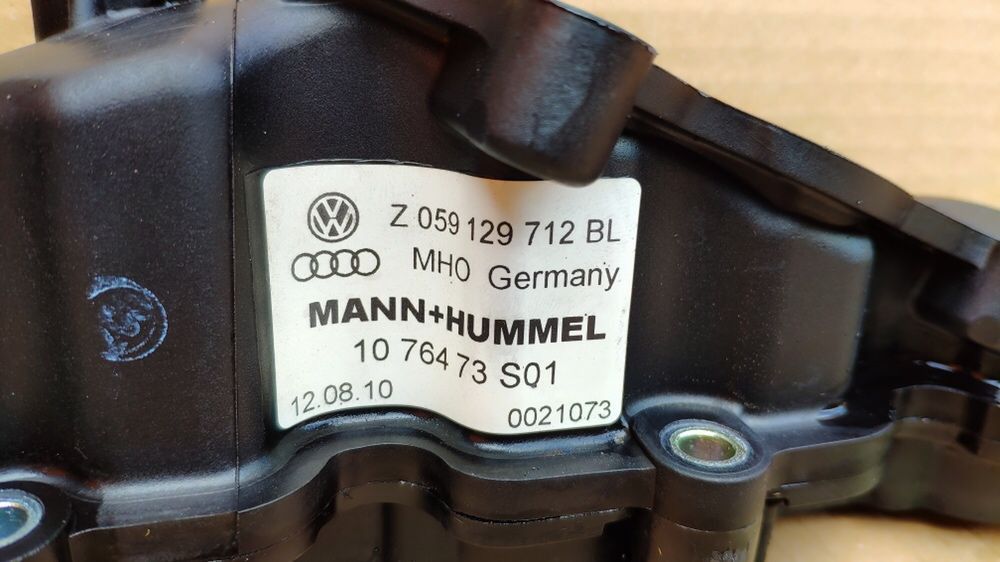 Z 059 129 712 BL
MH0 Germany
MANN+HUMMEL
10 764 73 S01
12.08.10
0021073